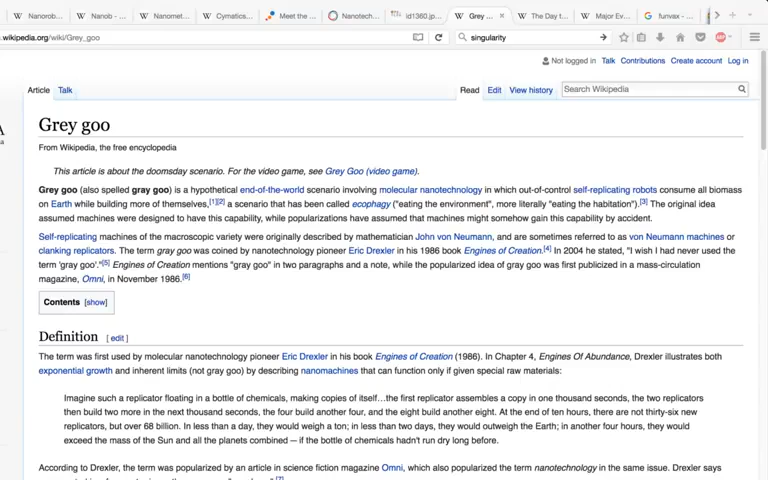 Nanorob...
Nanob - ...
Nanomet...
Cymatics...
Meet the ...
Nanotech...
id1360.jp...
Grey ...
The Day t...
Major Ev...
funvax - ...
.wikipedia.org/wiki/Grey_goo
singularity
ABP
Not logged in Talk Contributions Create account Log in
Article Talk Read Edit View history Search Wikipedia
A
Grey goo
From Wikipedia, the free encyclopedia
This article is about the doomsday scenario. For the video game, see Grey Goo (video game).
Grey goo (also spelled gray goo) is a hypothetical end-of-the-world scenario involving molecular nanotechnology in which out-of-control self-replicating robots consume all biomass
on Earth while building more of themselves,[1][2] a scenario that has been called ecophagy ("eating the environment", more literally "eating the habitation").[3] The original idea
assumed machines were designed to have this capability, while popularizations have assumed that machines might somehow gain this capability by accident.
Self-replicating machines of the macroscopic variety were originally described by mathematician John von Neumann, and are sometimes referred to as von Neumann machines or
clanking replicators. The term gray goo was coined by nanotechnology pioneer Eric Drexler in his 1986 book Engines of Creation.[4] In 2004 he stated, "I wish I had never used the
term 'gray goo'."[5] Engines of Creation mentions "gray goo" in two paragraphs and a note, while the popularized idea of gray goo was first publicized in a mass-circulation
magazine, Omni, in November 1986.[6]
Contents [show]
Definition [ edit ]
The term was first used by molecular nanotechnology pioneer Eric Drexler in his book Engines of Creation (1986). In Chapter 4, Engines Of Abundance, Drexler illustrates both
exponential growth and inherent limits (not gray goo) by describing nanomachines that can function only if given special raw materials:
Imagine such a replicator floating in a bottle of chemicals, making copies of itself…the first replicator assembles a copy in one thousand seconds, the two replicators
then build two more in the next thousand seconds, the four build another four, and the eight build another eight. At the end of ten hours, there are not thirty-six new
replicators, but over 68 billion. In less than a day, they would weigh a ton; in less than two days, they would outweigh the Earth; in another four hours, they would
exceed the mass of the Sun and all the planets combined — if the bottle of chemicals hadn't run dry long before.
According to Drexler, the term was popularized by an article in science fiction magazine Omni, which also popularized the term nanotechnology in the same issue. Drexler says